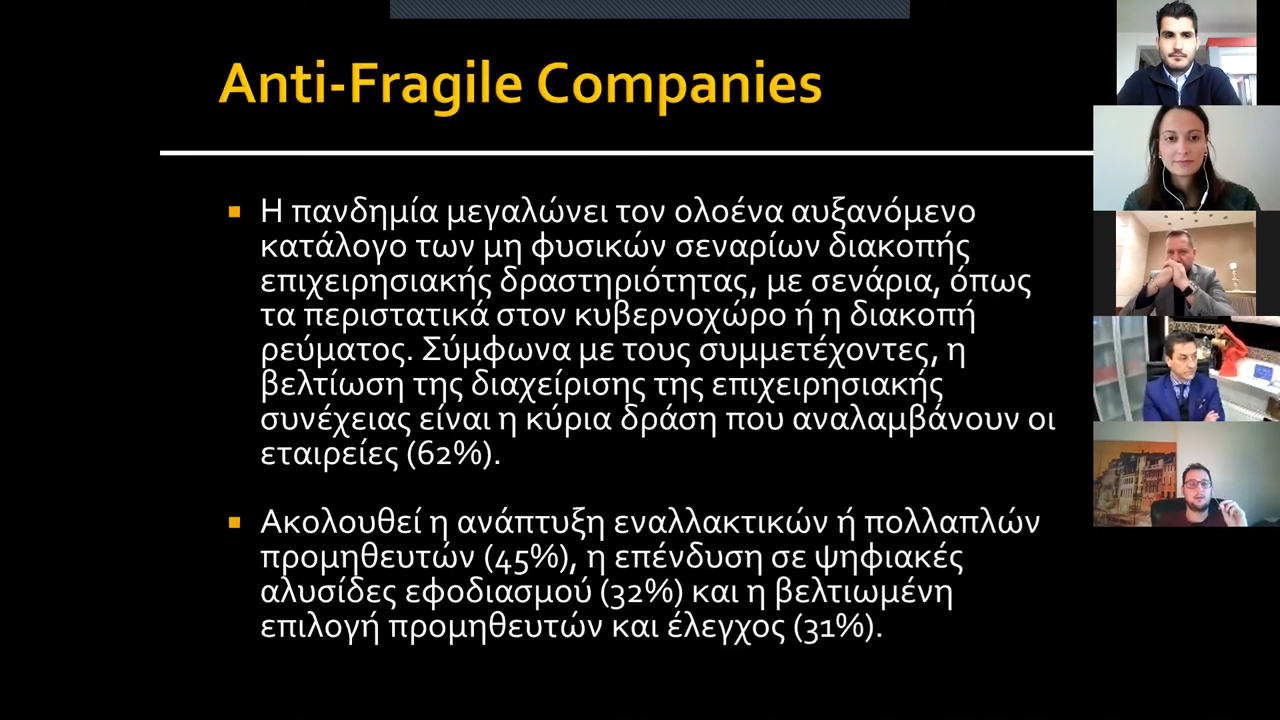 Anti-Fragile Companies
Η πανδημία μεγαλώνει τον ολοένα αυξανόμενο
κατάλογο των μη φυσικών σεναρίων διακοπής
επιχειρησιακής δραστηριότητας, με σενάρια, όπως
τα περιστατικά στον κυβερνοχώρο ή η διακοπή
ρεύματος. Σύμφωνα με τους συμμετέχοντες, η
βελτίωση της διαχείρισης της επιχειρησιακής
συνέχειας είναι η κύρια δράση που αναλαμβάνουν οι
εταιρείες (62%).
Ακολουθεί η ανάπτυξη εναλλακτικών ή πολλαπλών
προμηθευτών (45%), η επένδυση σε ψηφιακές
αλυσίδες εφοδιασμού (32%) και η βελτιωμένη
επιλογή προμηθευτών και έλεγχος (31%).